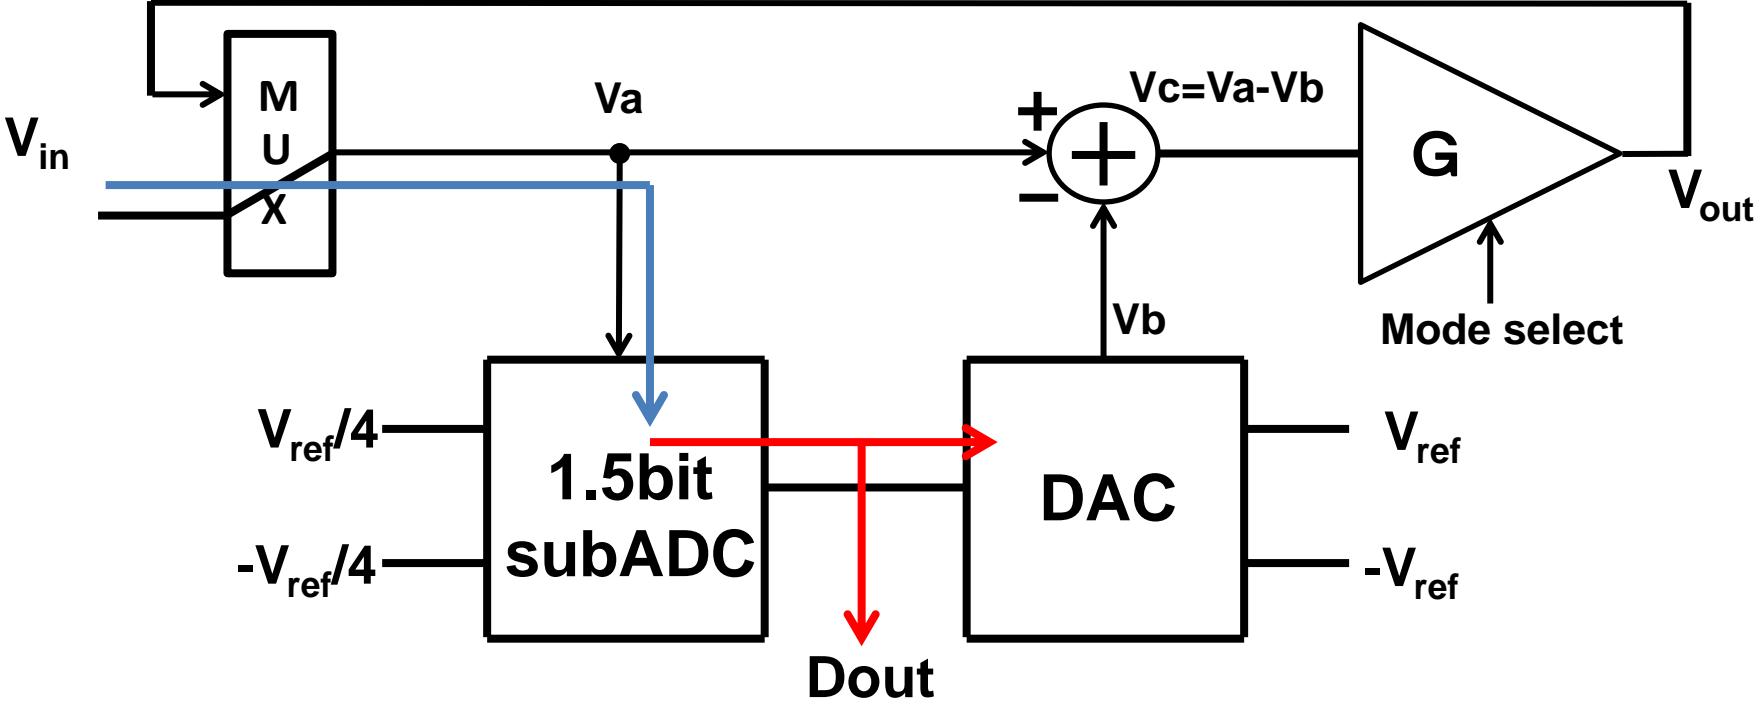 M
U
X
Vin
Va
+
−
Vc=Va-Vb
G
Vout
Mode select
Vb
Vref/4
-Vref/4
1.5bit
subADC
DAC
Vref
-Vref
Dout